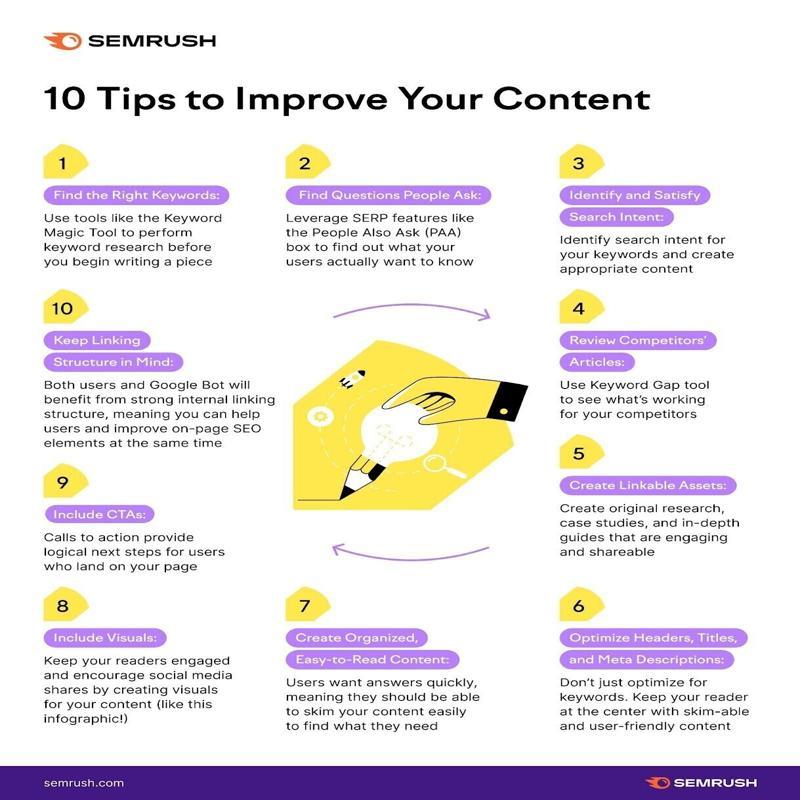 SEMRUSH
10 Tips to Improve Your Content
1
Find the Right Keywords:
Use tools like the Keyword
Magic Tool to perform
keyword research before
you begin writing a piece
2
Find Questions People Ask:
Leverage SERP features like
the People Also Ask (PAA)
box to find out what your
users actually want to know
3
Identify and Satisfy
Search Intent:
Identify search intent for
your keywords and create
appropriate content
4
Review Competitors'
Articles:
Use Keyword Gap tool
to see what's working
for your competitors
5
Create Linkable Assets:
Create original research,
case studies, and in-depth
guides that are engaging
and shareable
6
Optimize Headers, Titles,
and Meta Descriptions:
Don't just optimize for
keywords. Keep your reader
at the center with skim-able
and user-friendly content
7
Create Organized,
Easy-to-Read Content:
Users want answers quickly,
meaning they should be able
to skim your content easily
to find what they need
8
Include Visuals:
Keep your readers engaged
and encourage social media
shares by creating visuals
for your content (like this
infographic!)
9
Include CTAs:
Calls to action provide
logical next steps for users
who land on your page
10
Keep Linking
Structure in Mind:
Both users and Google Bot will
benefit from strong internal linking
structure, meaning you can help
users and improve on-page SEO
elements at the same time
semrush.com
SEMRUSH